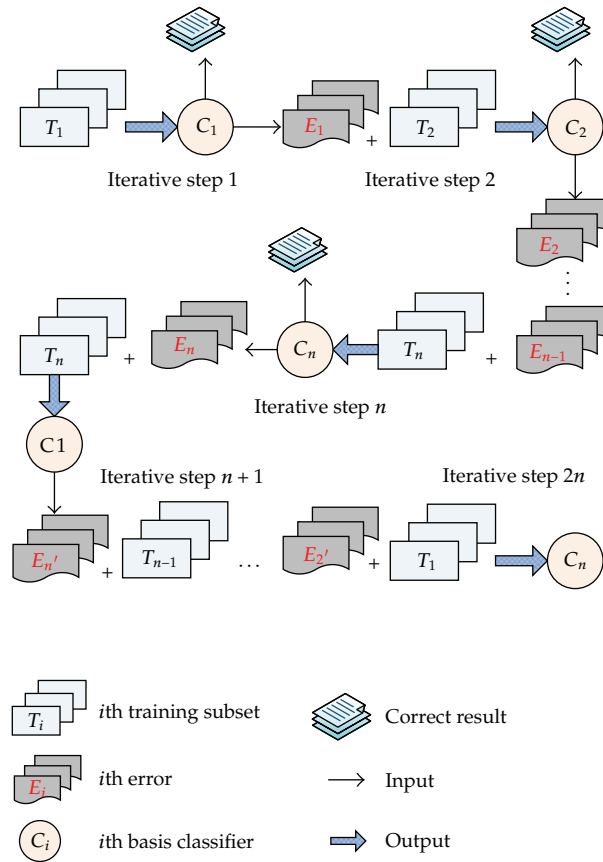 T₁ C₁ E₁ + T₂ C₂
Iterative step 1 Iterative step 2
E₂
⋮
Tₙ + Eₙ Cₙ Tₙ + Eₙ₋₁
Iterative step n
C1
Iterative step n + 1 Iterative step 2n
Eₙ′ + Tₙ₋₁ ... E₂′ + T₁ Cₙ
Tᵢ ith training subset Correct result
Eᵢ ith error Input
Cᵢ ith basis classifier Output